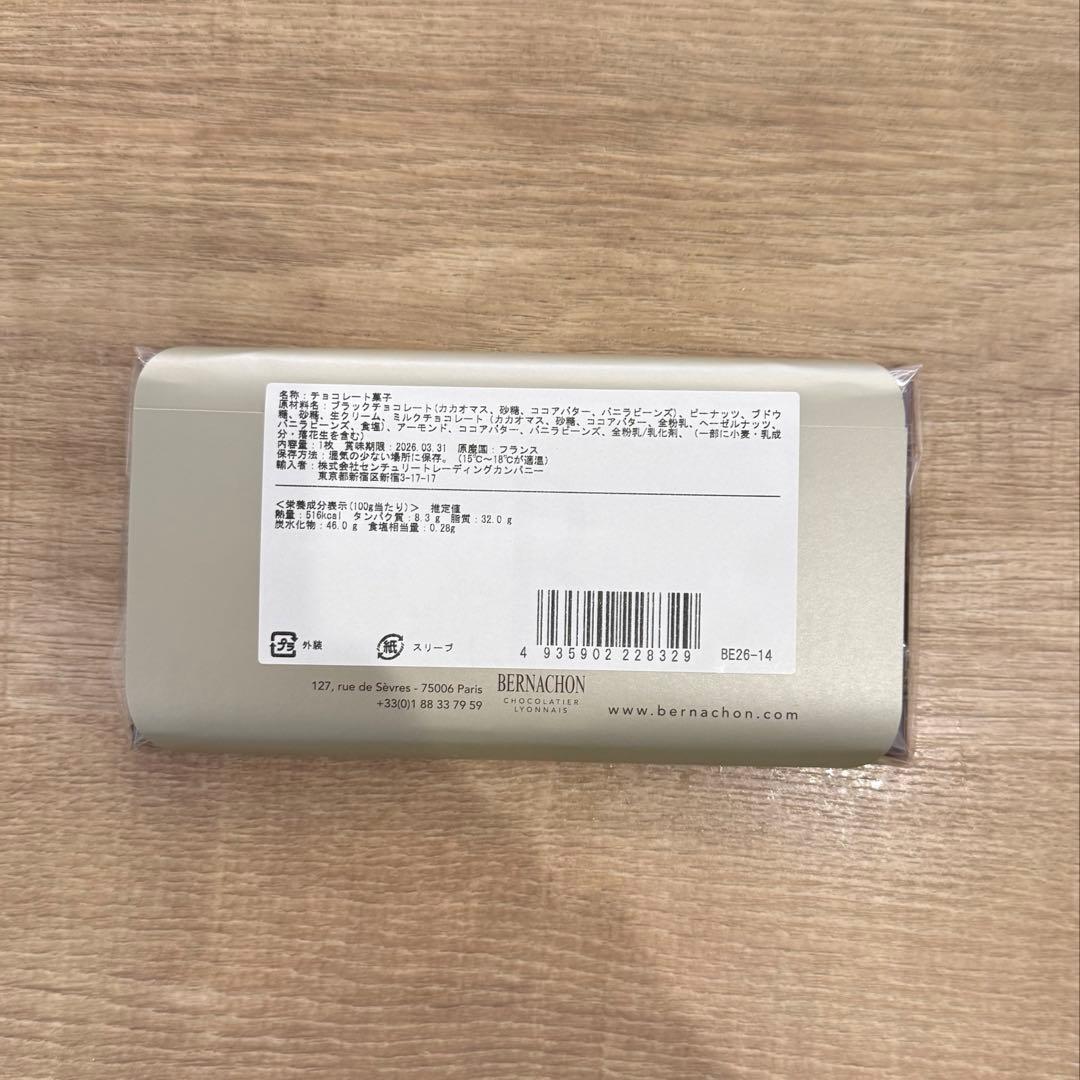 名称：チョコレート菓子
原材料名：ブラックチョコレート(カカオマス、砂糖、ココアバター、バニラビーンズ)、ピーナッツ、ブドウ
糖、砂糖、生クリーム、ミルクチョコレート（カカオマス、砂糖、ココアバター、全粉乳、ヘーゼルナッツ、
バニラビーンズ、食塩)、アーモンド、ココアバター、バニラビーンズ、全粉乳/乳化剤、（一部に小麦・乳成
分・落花生を含む）
内容量：1枚　賞味期限：2026.03.31　原産国：フランス
保存方法：湿気の少ない場所に保存。（15℃〜18℃が適温）
輸入者：株式会社センチュリートレーディングカンパニー
東京都新宿区新宿3-17-17
＜栄養成分表示(100g当たり)＞　推定値
熱量：516kcal　タンパク質：8.3 g　脂質：32.0 g
炭水化物：46.0 g　食塩相当量：0.28g
プラ 外装 紙 スリーブ
4 935902 228329
BE26-14
127, rue de Sèvres - 75006 Paris
+33(0)1 88 33 79 59
BERNACHON
CHOCOLATIER
LYONNAIS
www.bernachon.com